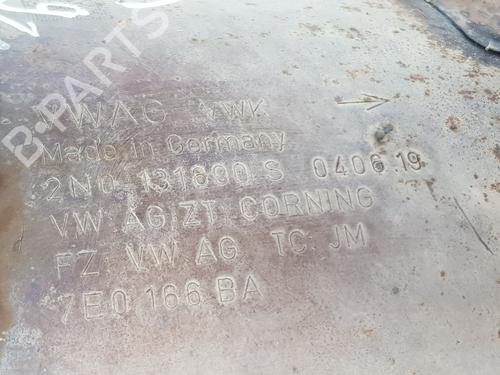 VWAG VWK
Made in Germany
2N0 131690 S 0406.19
VW AG/ZT CORNING
FZ VW AG TC JM
7E0 166 BA
B-PARTS